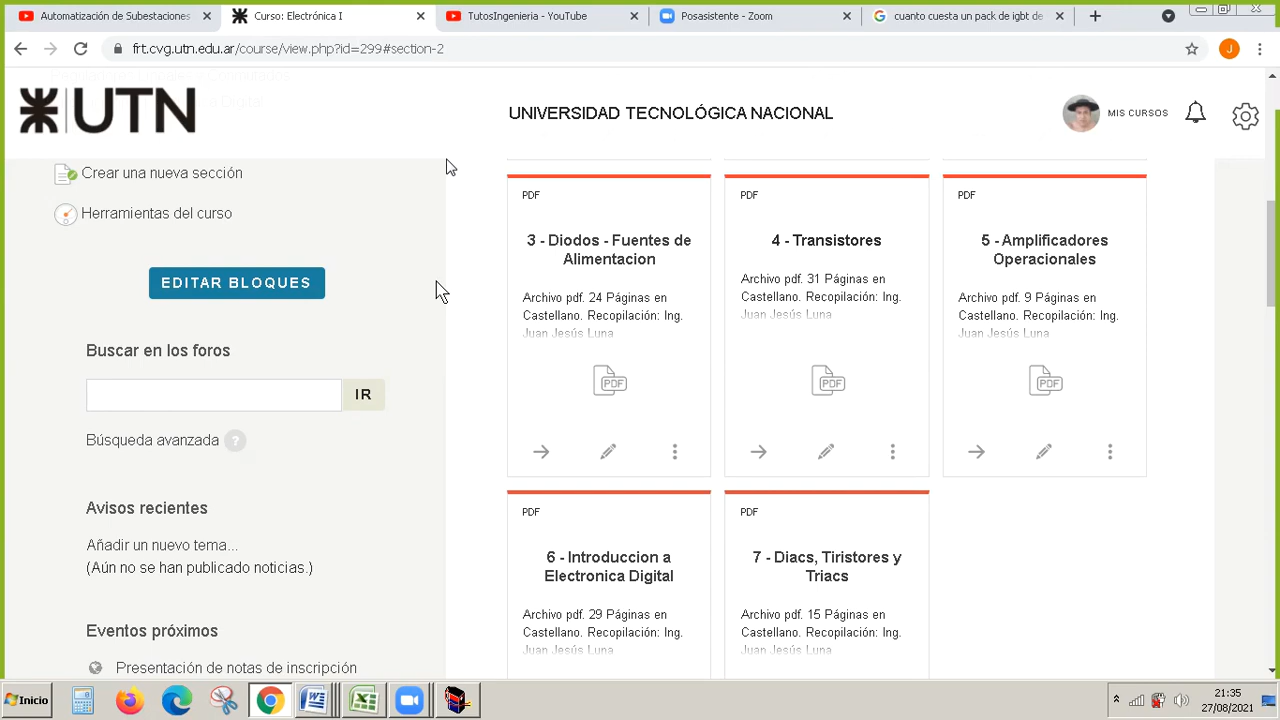 Automatización de Subestacione
Curso: Electrónica I
TutosIngenieria - YouTube
Posasistente - Zoom
cuanto cuesta un pack de igbt de
frt.cvg.utn.edu.ar/course/view.php?id=299#section-2
J
UTN
UNIVERSIDAD TECNOLÓGICA NACIONAL
MIS CURSOS
Crear una nueva sección
Herramientas del curso
EDITAR BLOQUES
Buscar en los foros
IR
Búsqueda avanzada ?
Avisos recientes
Añadir un nuevo tema...
(Aún no se han publicado noticias.)
Eventos próximos
Presentación de notas de inscripción
PDF
3 - Diodos - Fuentes de
Alimentacion
Archivo pdf. 24 Páginas en
Castellano. Recopilación: Ing.
Juan Jesús Luna
PDF
PDF
4 - Transistores
Archivo pdf. 31 Páginas en
Castellano. Recopilación: Ing.
Juan Jesús Luna
PDF
PDF
5 - Amplificadores
Operacionales
Archivo pdf. 9 Páginas en
Castellano. Recopilación: Ing.
Juan Jesús Luna
PDF
PDF
6 - Introduccion a
Electronica Digital
Archivo pdf. 29 Páginas en
Castellano. Recopilación: Ing.
Juan Jesús Luna
PDF
7 - Diacs, Tiristores y
Triacs
Archivo pdf. 15 Páginas en
Castellano. Recopilación: Ing.
Juan Jesús Luna
Inicio
21:35
27/08/2021